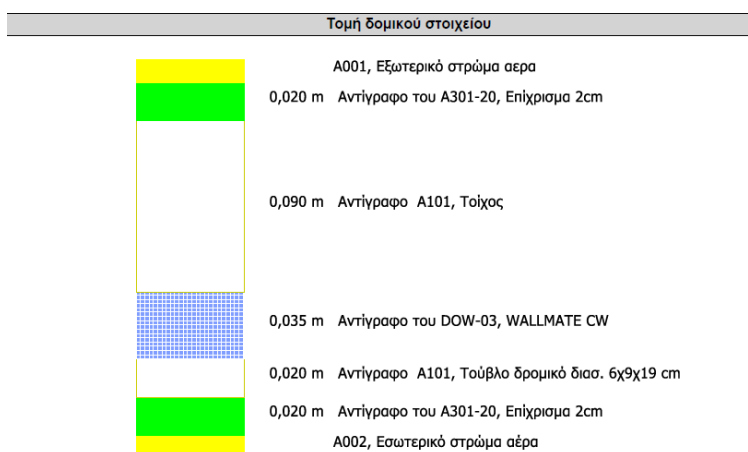 Τομή δομικού στοιχείου
A001, Εξωτερικό στρώμα αερα
0,020 m Αντίγραφο του A301-20, Επίχρισμα 2cm
0,090 m Αντίγραφο A101, Τοίχος
0,035 m Αντίγραφο του DOW-03, WALLMATE CW
0,020 m Αντίγραφο A101, Τούβλο δρομικό διασ. 6χ9χ19 cm
0,020 m Αντίγραφο του A301-20, Επίχρισμα 2cm
A002, Εσωτερικό στρώμα αέρα